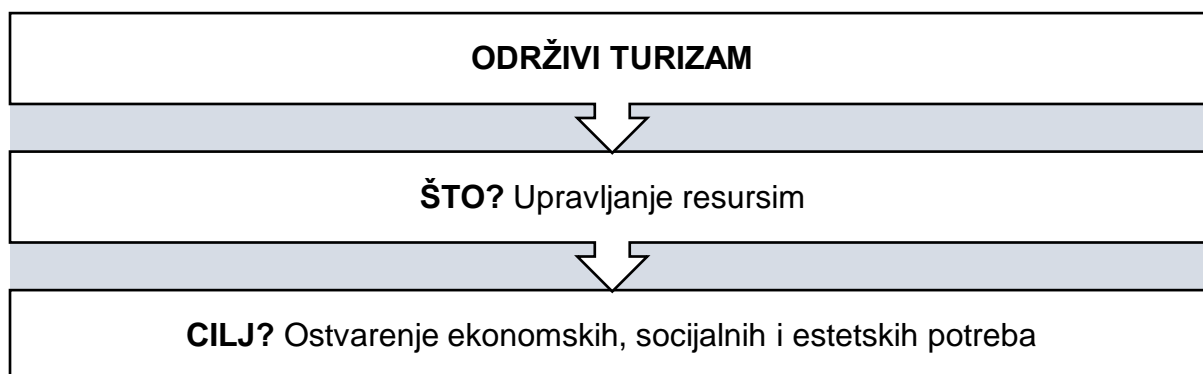 ODRŽIVI TURIZAM
ŠTO? Upravljanje resursim
CILJ? Ostvarenje ekonomskih, socijalnih i estetskih potreba